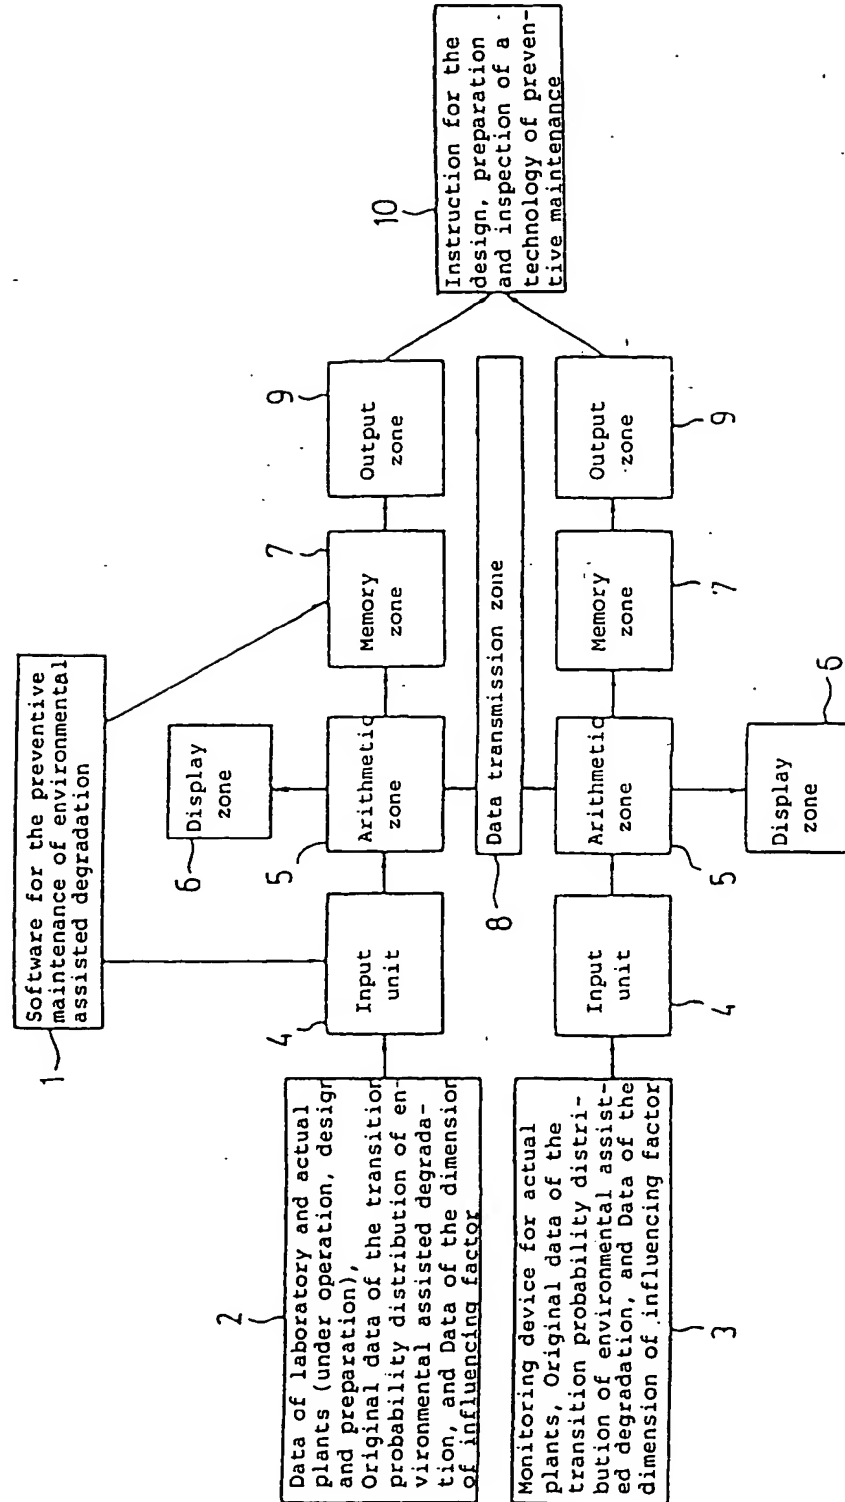 1
Software for the preventive
maintenance of environmental
assisted degradation
2
Data of laboratory and actual
plants (under operation, design
and preparation),
Original data of the transition
probability distribution of en-
vironmental assisted degrada-
tion, and Data of the dimension
of influencing factor
4
Input
unit
5
Arithmetic
zone
6
Display
zone
7
Memory
zone
9
Output
zone
10
Instruction for the
design, preparation
and inspection of a
technology of preven-
tive maintenance
8
Data transmission zone
3
Monitoring device for actual
plants, Original data of the
transition probability distri-
bution of environmental assist-
ed degradation, and Data of the
dimension of influencing factor
4
Input
unit
5
Arithmetic
zone
6
Display
zone
7
Memory
zone
9
Output
zone